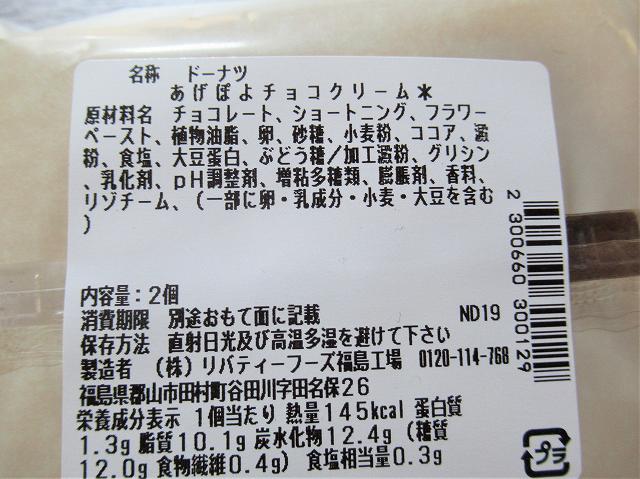 名称　ドーナツ
あげぽよチョコクリーム＊
原材料名　チョコレート、ショートニング、フラワー
ペースト、植物油脂、卵、砂糖、小麦粉、ココア、澱
粉、食塩、大豆蛋白、ぶどう糖／加工澱粉、グリシン
、乳化剤、pH調整剤、増粘多糖類、膨脹剤、香料、
リゾチーム、（一部に卵・乳成分・小麦・大豆を含む
）
内容量：2個
消費期限　別途おもて面に記載　ND19
保存方法　直射日光及び高温多湿を避けて下さい
製造者　（株）リバティーフーズ福島工場　0120-114-768
福島県郡山市田村町谷田川字田名保26
栄養成分表示　1個当たり　熱量145kcal　蛋白質
1.3g　脂質10.1g　炭水化物12.4g（糖質
12.0g　食物繊維0.4g）　食塩相当量0.3g
2 300660 300129
プラ